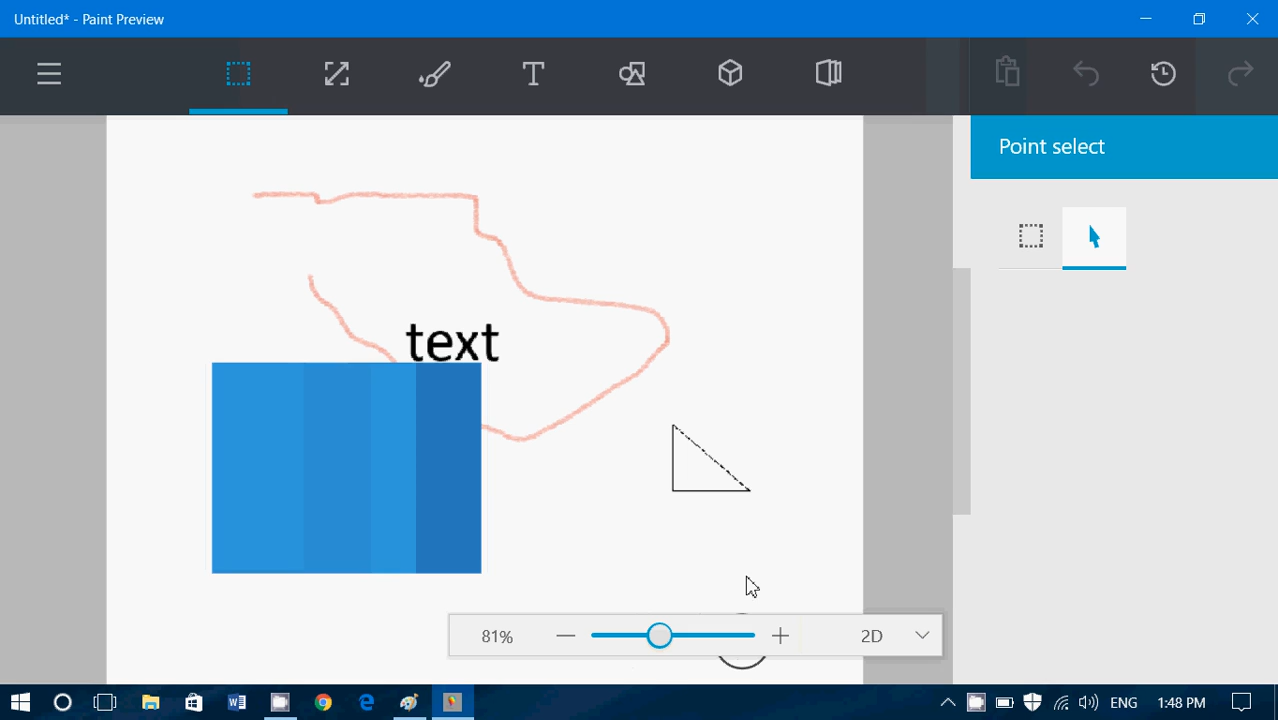 Untitled* - Paint Preview
Point select
text
81%
2D
ENG
1:48 PM